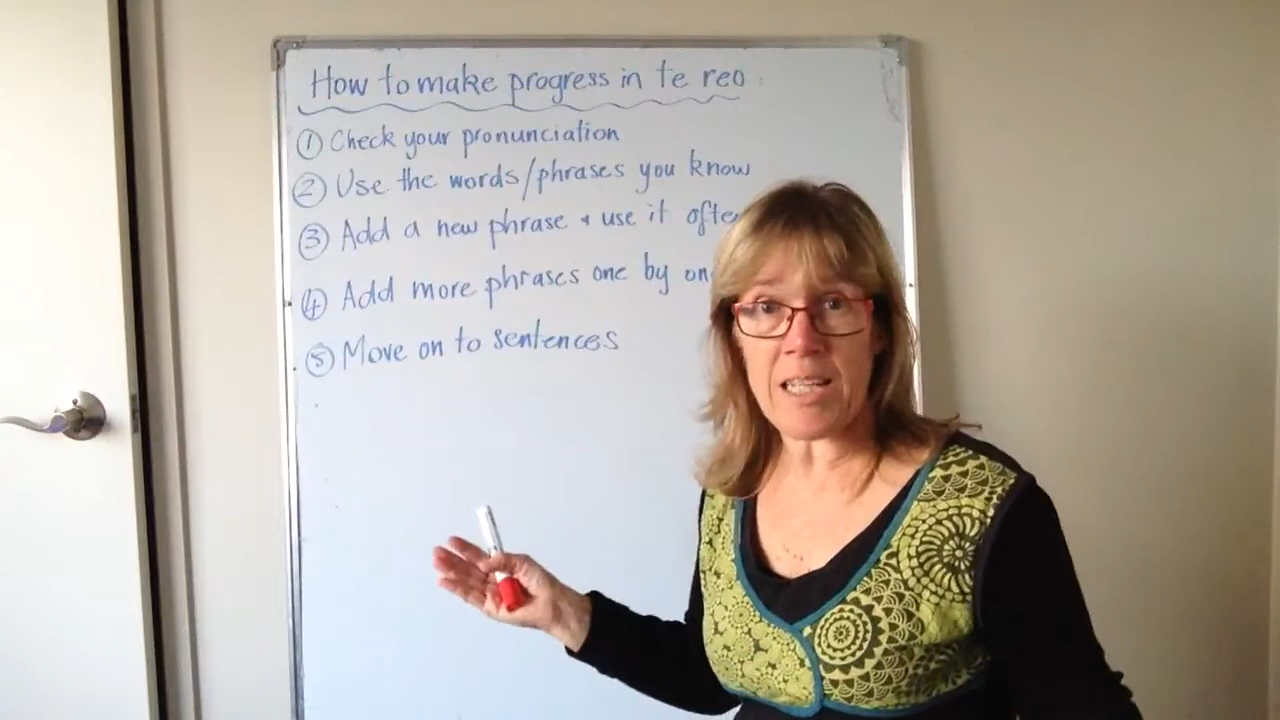 How to make progress in te reo
① Check your pronunciation
② Use the words/phrases you know
③ Add a new phrase & use it often
④ Add more phrases one by
⑤ Move on to sentences